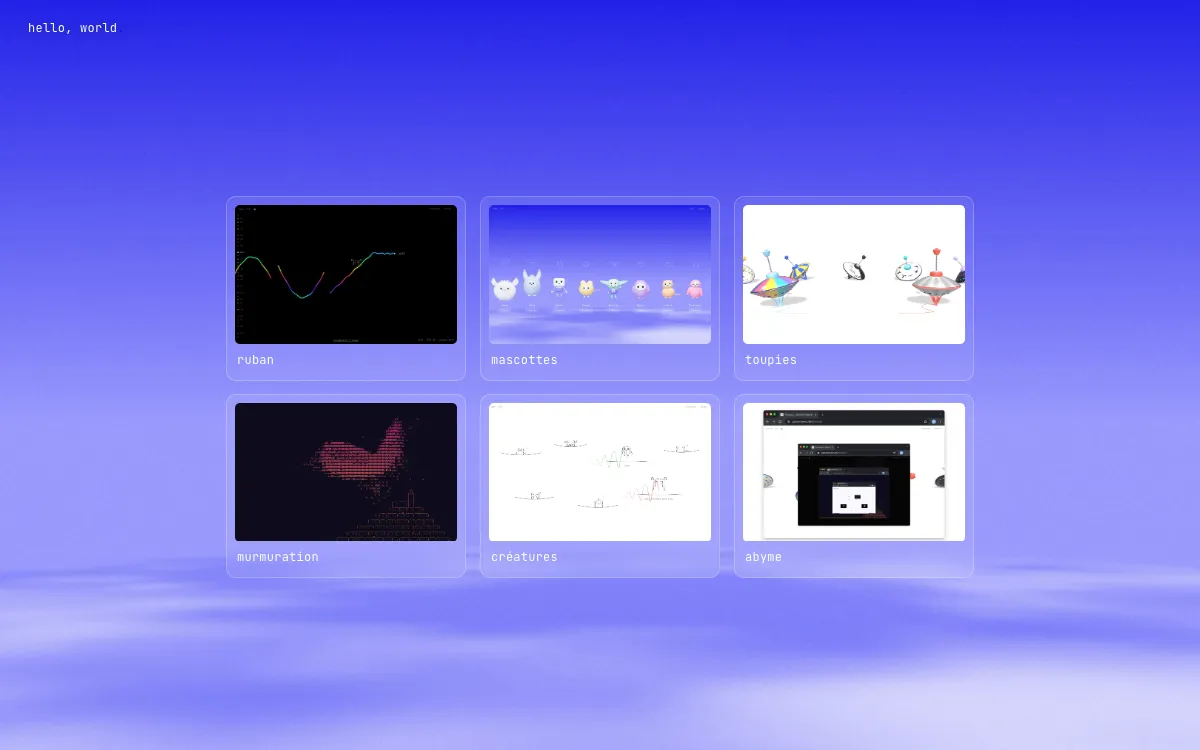 hello, world
ruban
mascottes
toupies
murmuration
créatures
abyme